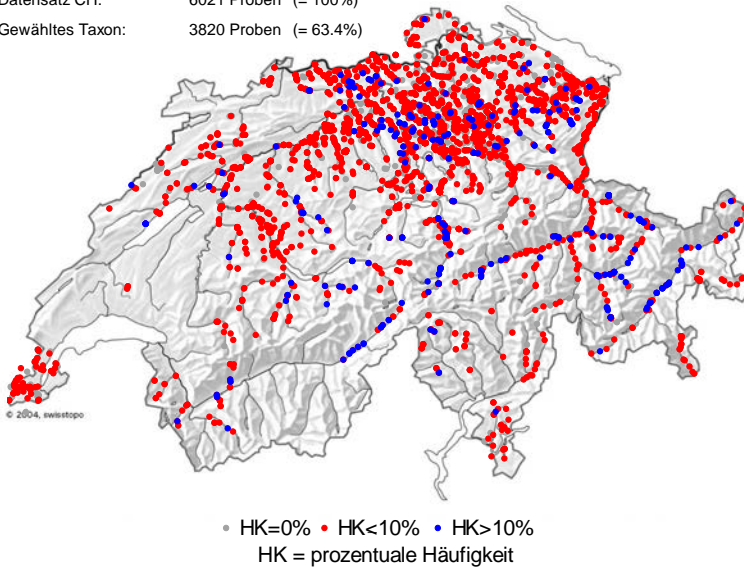 Datensatz CH: 6021 Proben (= 100%)
Gewähltes Taxon: 3820 Proben (= 63.4%)
© 2004, swisstopo
HK=0% HK<10% HK>10%
HK = prozentuale Häufigkeit